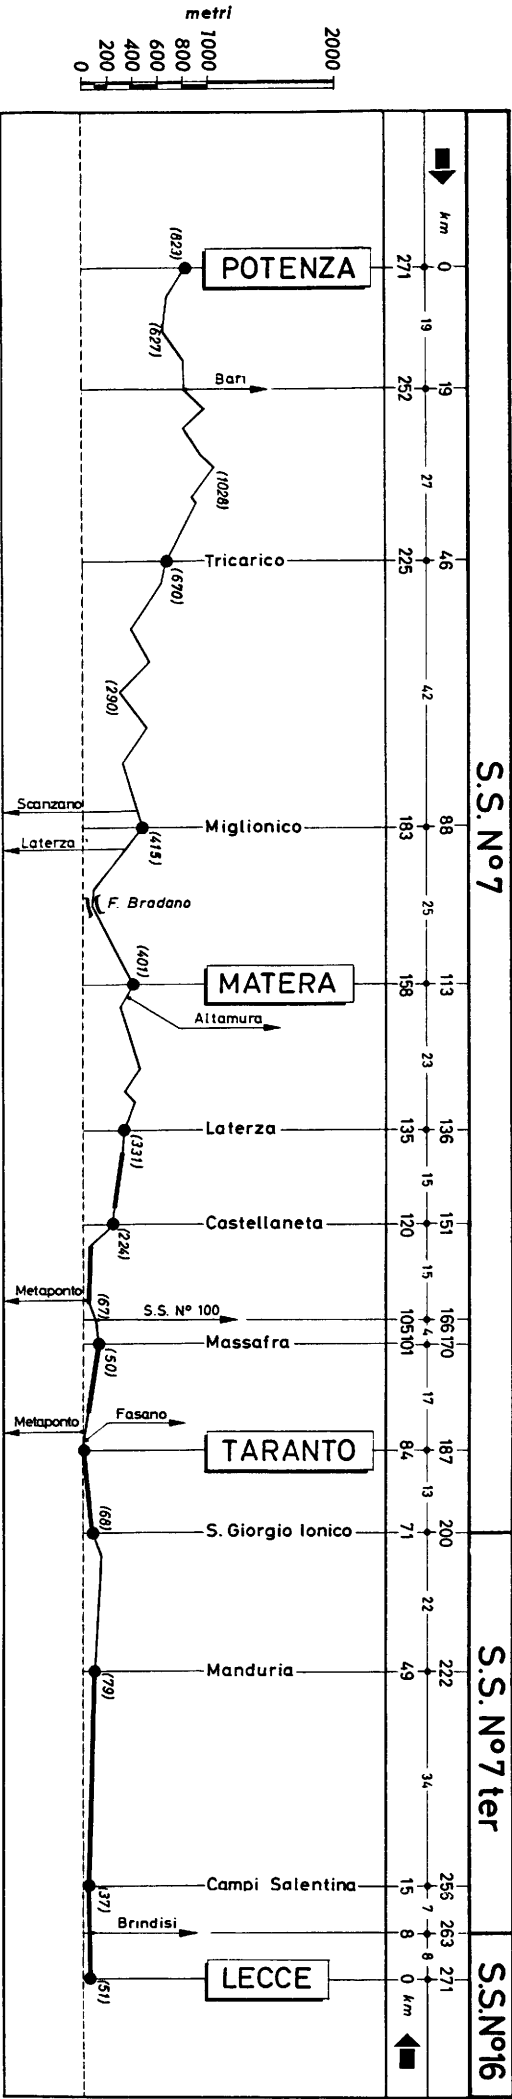 metri
0
200
400
600
800
1000
2000
S.S. N° 7
S.S. N° 7 ter
S.S. N° 16
km
0
19
46
88
113
136
151
166
170
187
200
222
256
263
271
19
27
42
25
23
15
15
4
17
13
22
34
7
8
271
252
225
183
158
135
120
105
101
84
71
49
15
8
0
km
POTENZA
(823)
(627)
Bari
(1028)
Tricarico
(670)
(290)
Scanzano
Miglionico
(415)
Laterza
F. Bradano
(401)
MATERA
Altamura
Laterza
(331)
Castellaneta
(224)
Metaponto
(67)
S.S. N° 100
Massafra
(50)
Metaponto
Fasano
TARANTO
(68)
S. Giorgio Ionico
Manduria
(79)
Campi Salentina
(37)
Brindisi
LECCE
(51)